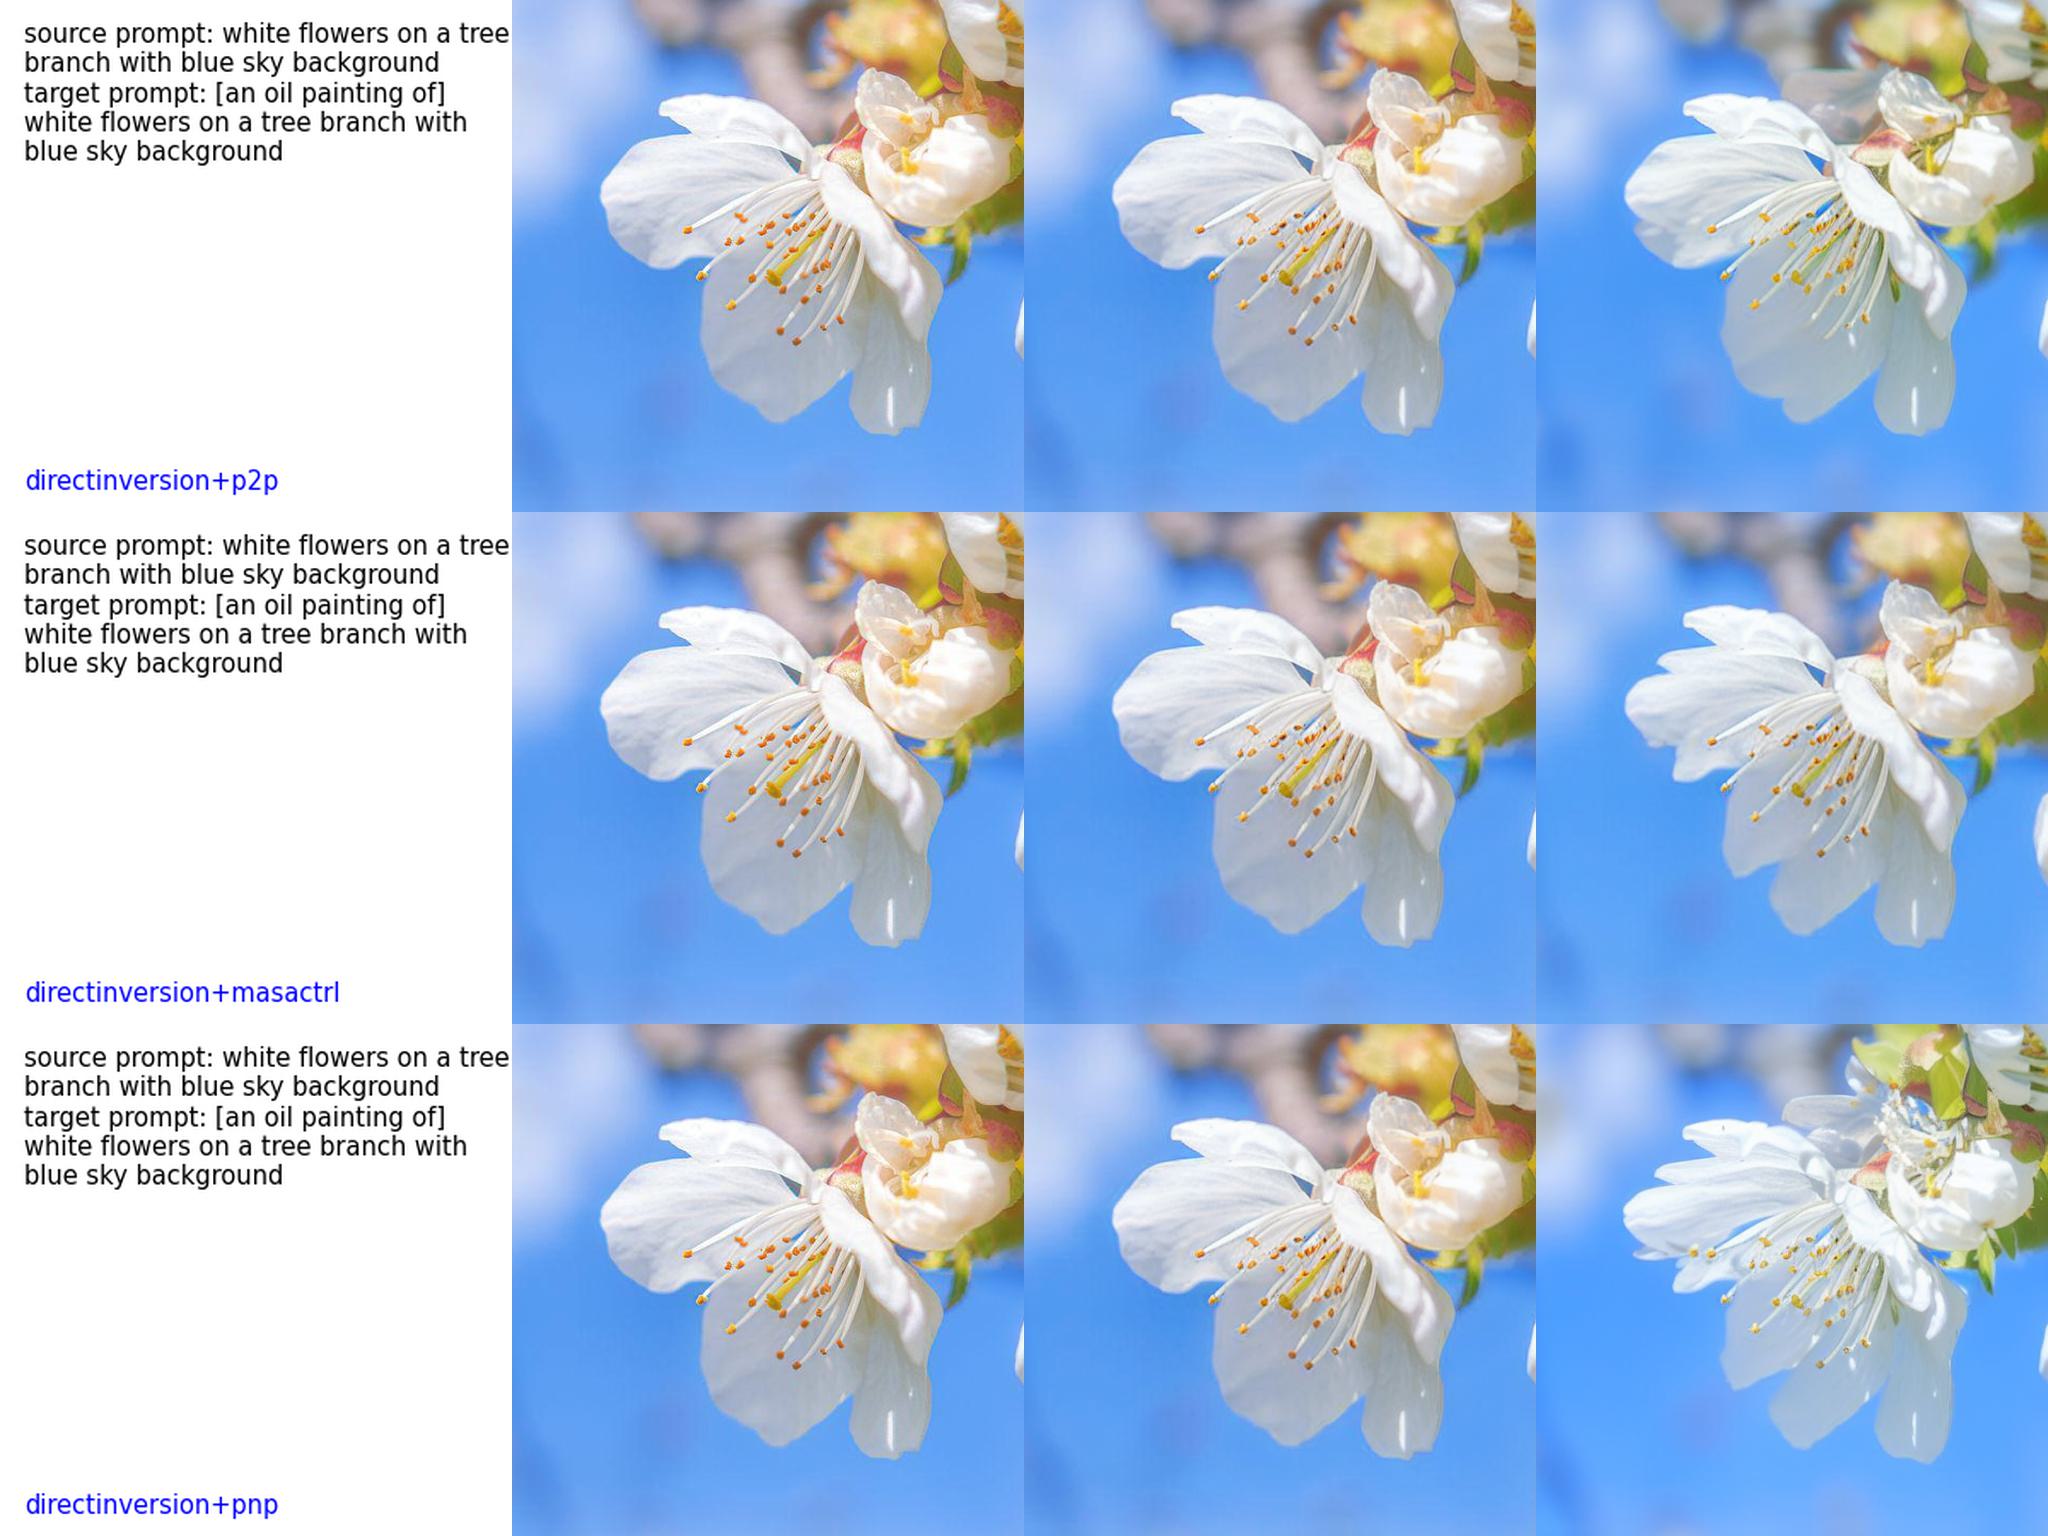 source prompt: white flowers on a tree
branch with blue sky background
target prompt: [an oil painting of]
white flowers on a tree branch with
blue sky background
directinversion+p2p
source prompt: white flowers on a tree
branch with blue sky background
target prompt: [an oil painting of]
white flowers on a tree branch with
blue sky background
directinversion+masactrl
source prompt: white flowers on a tree
branch with blue sky background
target prompt: [an oil painting of]
white flowers on a tree branch with
blue sky background
directinversion+pnp